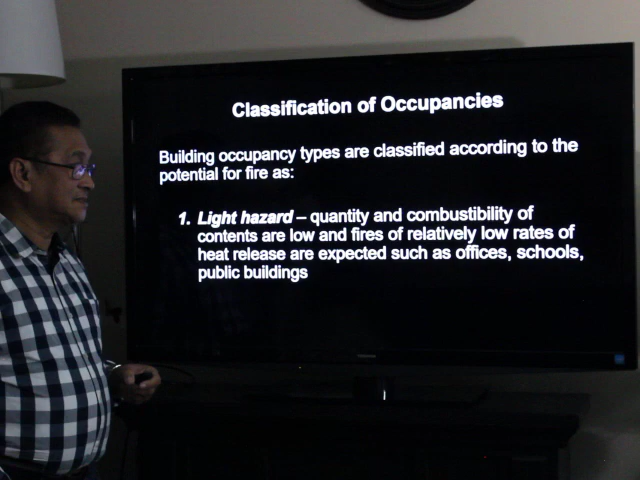 Classification of Occupancies
Building occupancy types are classified according to the
potential for fire as:
1. Light hazard – quantity and combustibility of
contents are low and fires of relatively low rates of
heat release are expected such as offices, schools,
public buildings